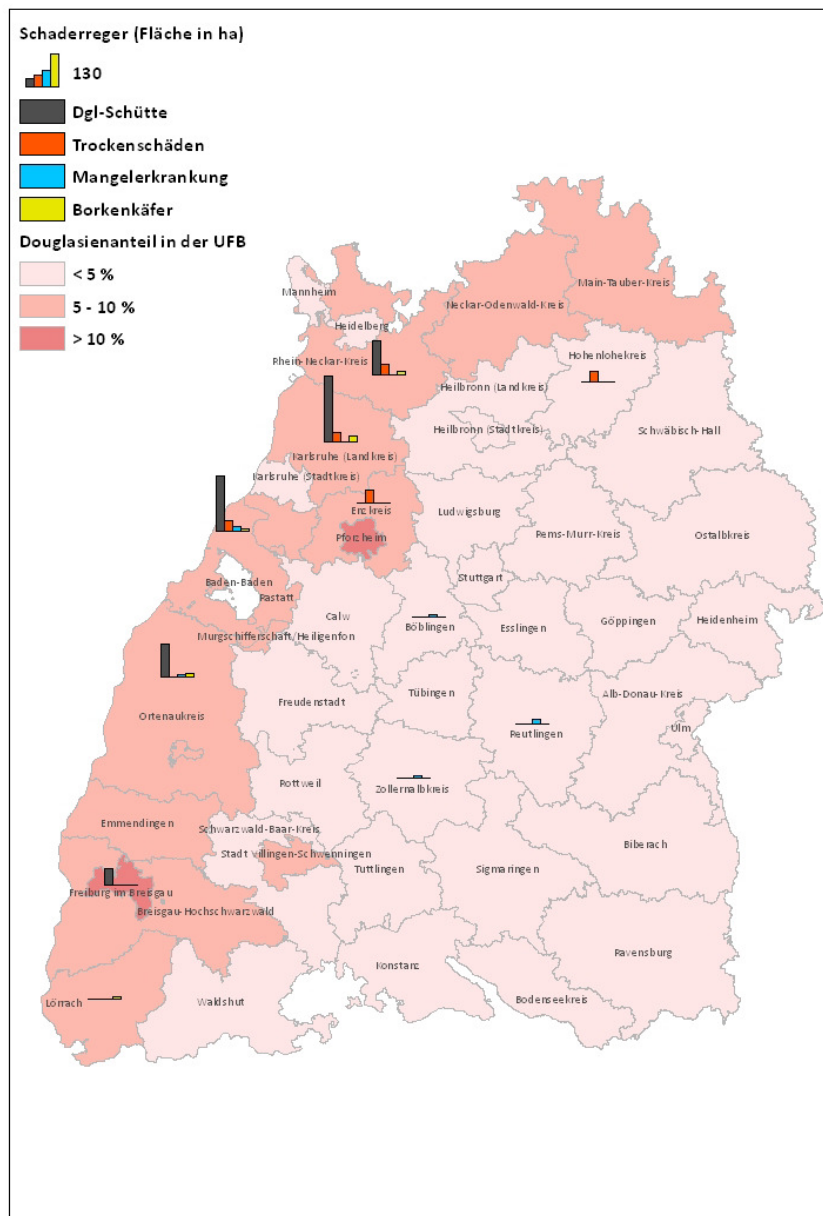 Schaderreger (Fläche in ha)
130
Dgl-Schütte
Trockenschäden
Mangelerkrankung
Borkenkäfer
Douglasienanteil in der UFB
< 5 %
5 - 10 %
> 10 %
Main-Tauber-Kreis
Mannheim
Neckar-Odenwald-Kreis
Heidelberg
Rhein-Neckar-Kreis
Hohenlohekreis
Heilbronn (Landkreis)
Heilbronn (Stadtkreis)
Schwäbisch-Hall
Karlsruhe (Landkreis)
Karlsruhe (Stadtkreis)
Enzkreis
Ludwigsburg
Pforzheim
Rems-Murr-Kreis
Ostalbkreis
Baden-Baden
Stuttgart
Rastatt
Calw
Böblingen
Esslingen
Göppingen
Heidenheim
Murgschifferschaft/Heiligenfon
Freudenstadt
Tübingen
Alb-Donau-Kreis
Ortenaukreis
Reutlingen
Ulm
Rottweil
Zollernalbkreis
Emmendingen
Schwarzwald-Baar-Kreis
Biberach
Stadt Villingen-Schwenningen
Tuttlingen
Sigmaringen
Freiburg im Breisgau
Breisgau-Hochschwarzwald
Ravensburg
Konstanz
Lörrach
Waldshut
Bodenseekreis